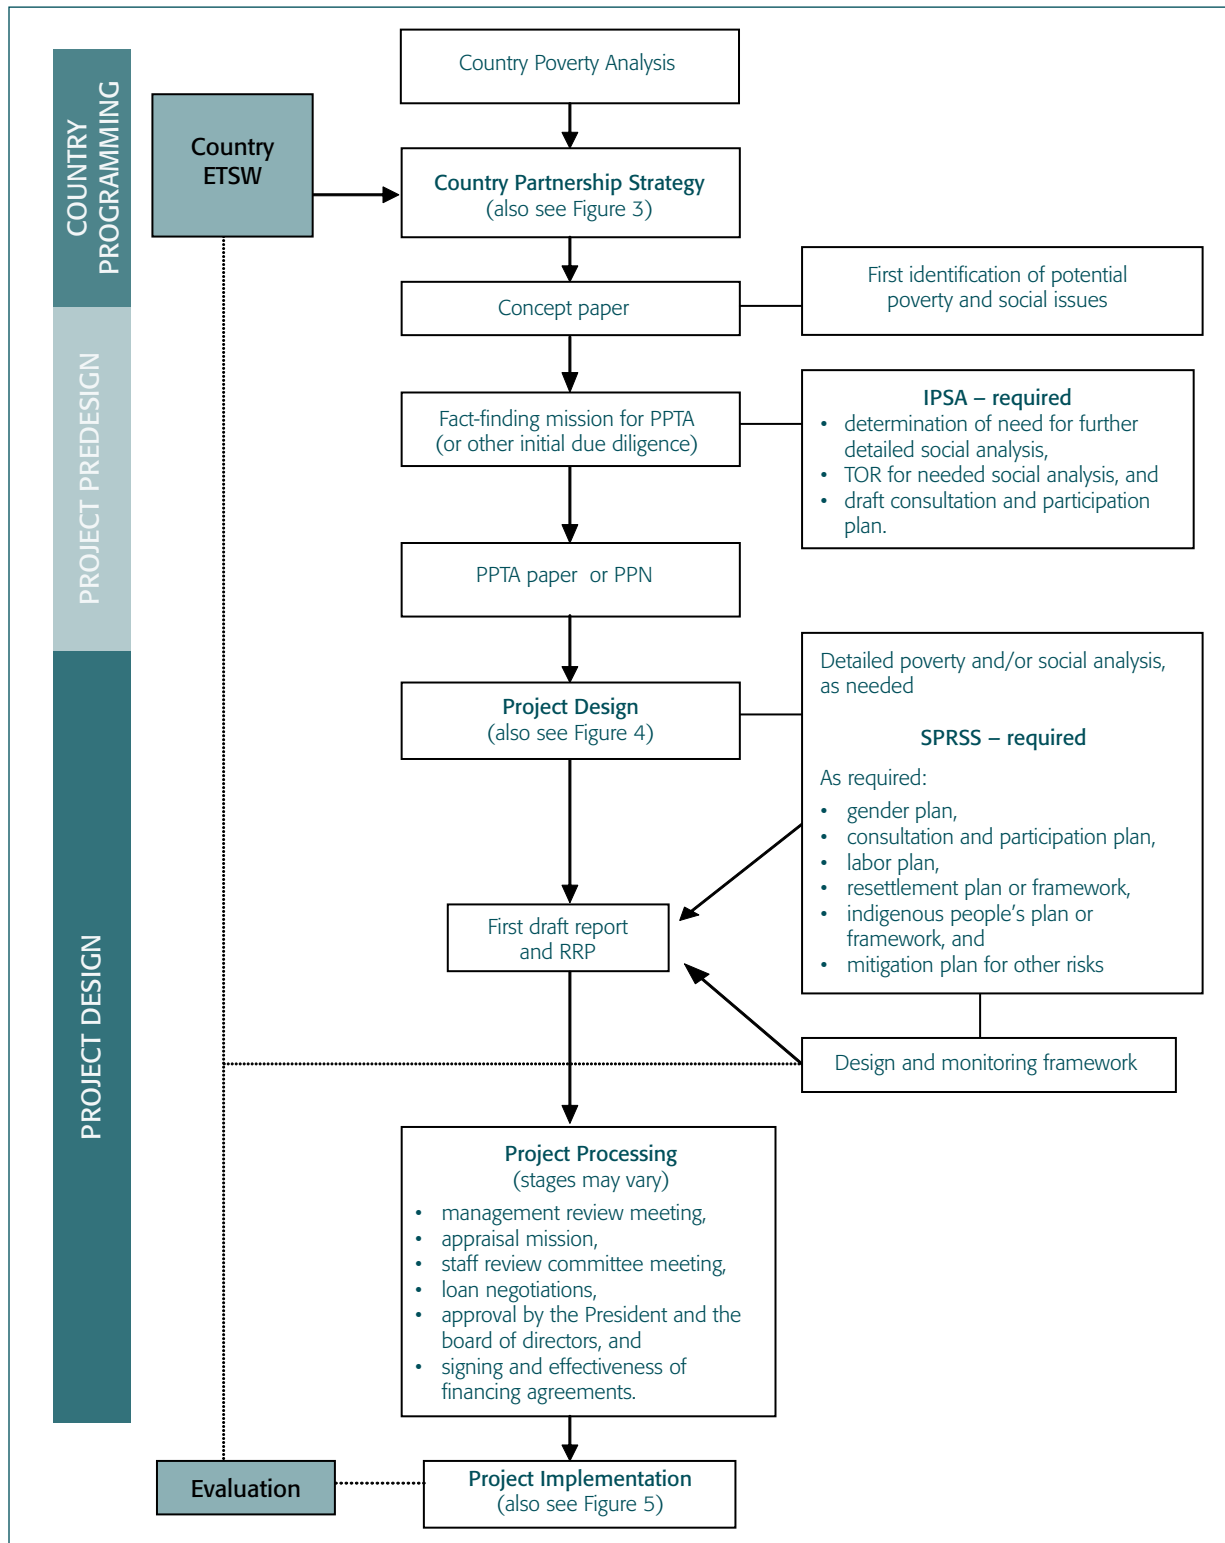 COUNTRY
PROGRAMMING
Country Poverty Analysis
Country
ETSW
Country Partnership Strategy
(also see Figure 3)
Concept paper
First identification of potential
poverty and social issues
PROJECT PREDESIGN
Fact-finding mission for PPTA
(or other initial due diligence)
IPSA – required
• determination of need for further
detailed social analysis,
• TOR for needed social analysis, and
• draft consultation and participation
plan.
PPTA paper or PPN
PROJECT DESIGN
Project Design
(also see Figure 4)
Detailed poverty and/or social analysis,
as needed
SPRSS – required
As required:
• gender plan,
• consultation and participation plan,
• labor plan,
• resettlement plan or framework,
• indigenous people's plan or
framework, and
• mitigation plan for other risks
First draft report
and RRP
Design and monitoring framework
Project Processing
(stages may vary)
• management review meeting,
• appraisal mission,
• staff review committee meeting,
• loan negotiations,
• approval by the President and the
board of directors, and
• signing and effectiveness of
financing agreements.
Evaluation
Project Implementation
(also see Figure 5)